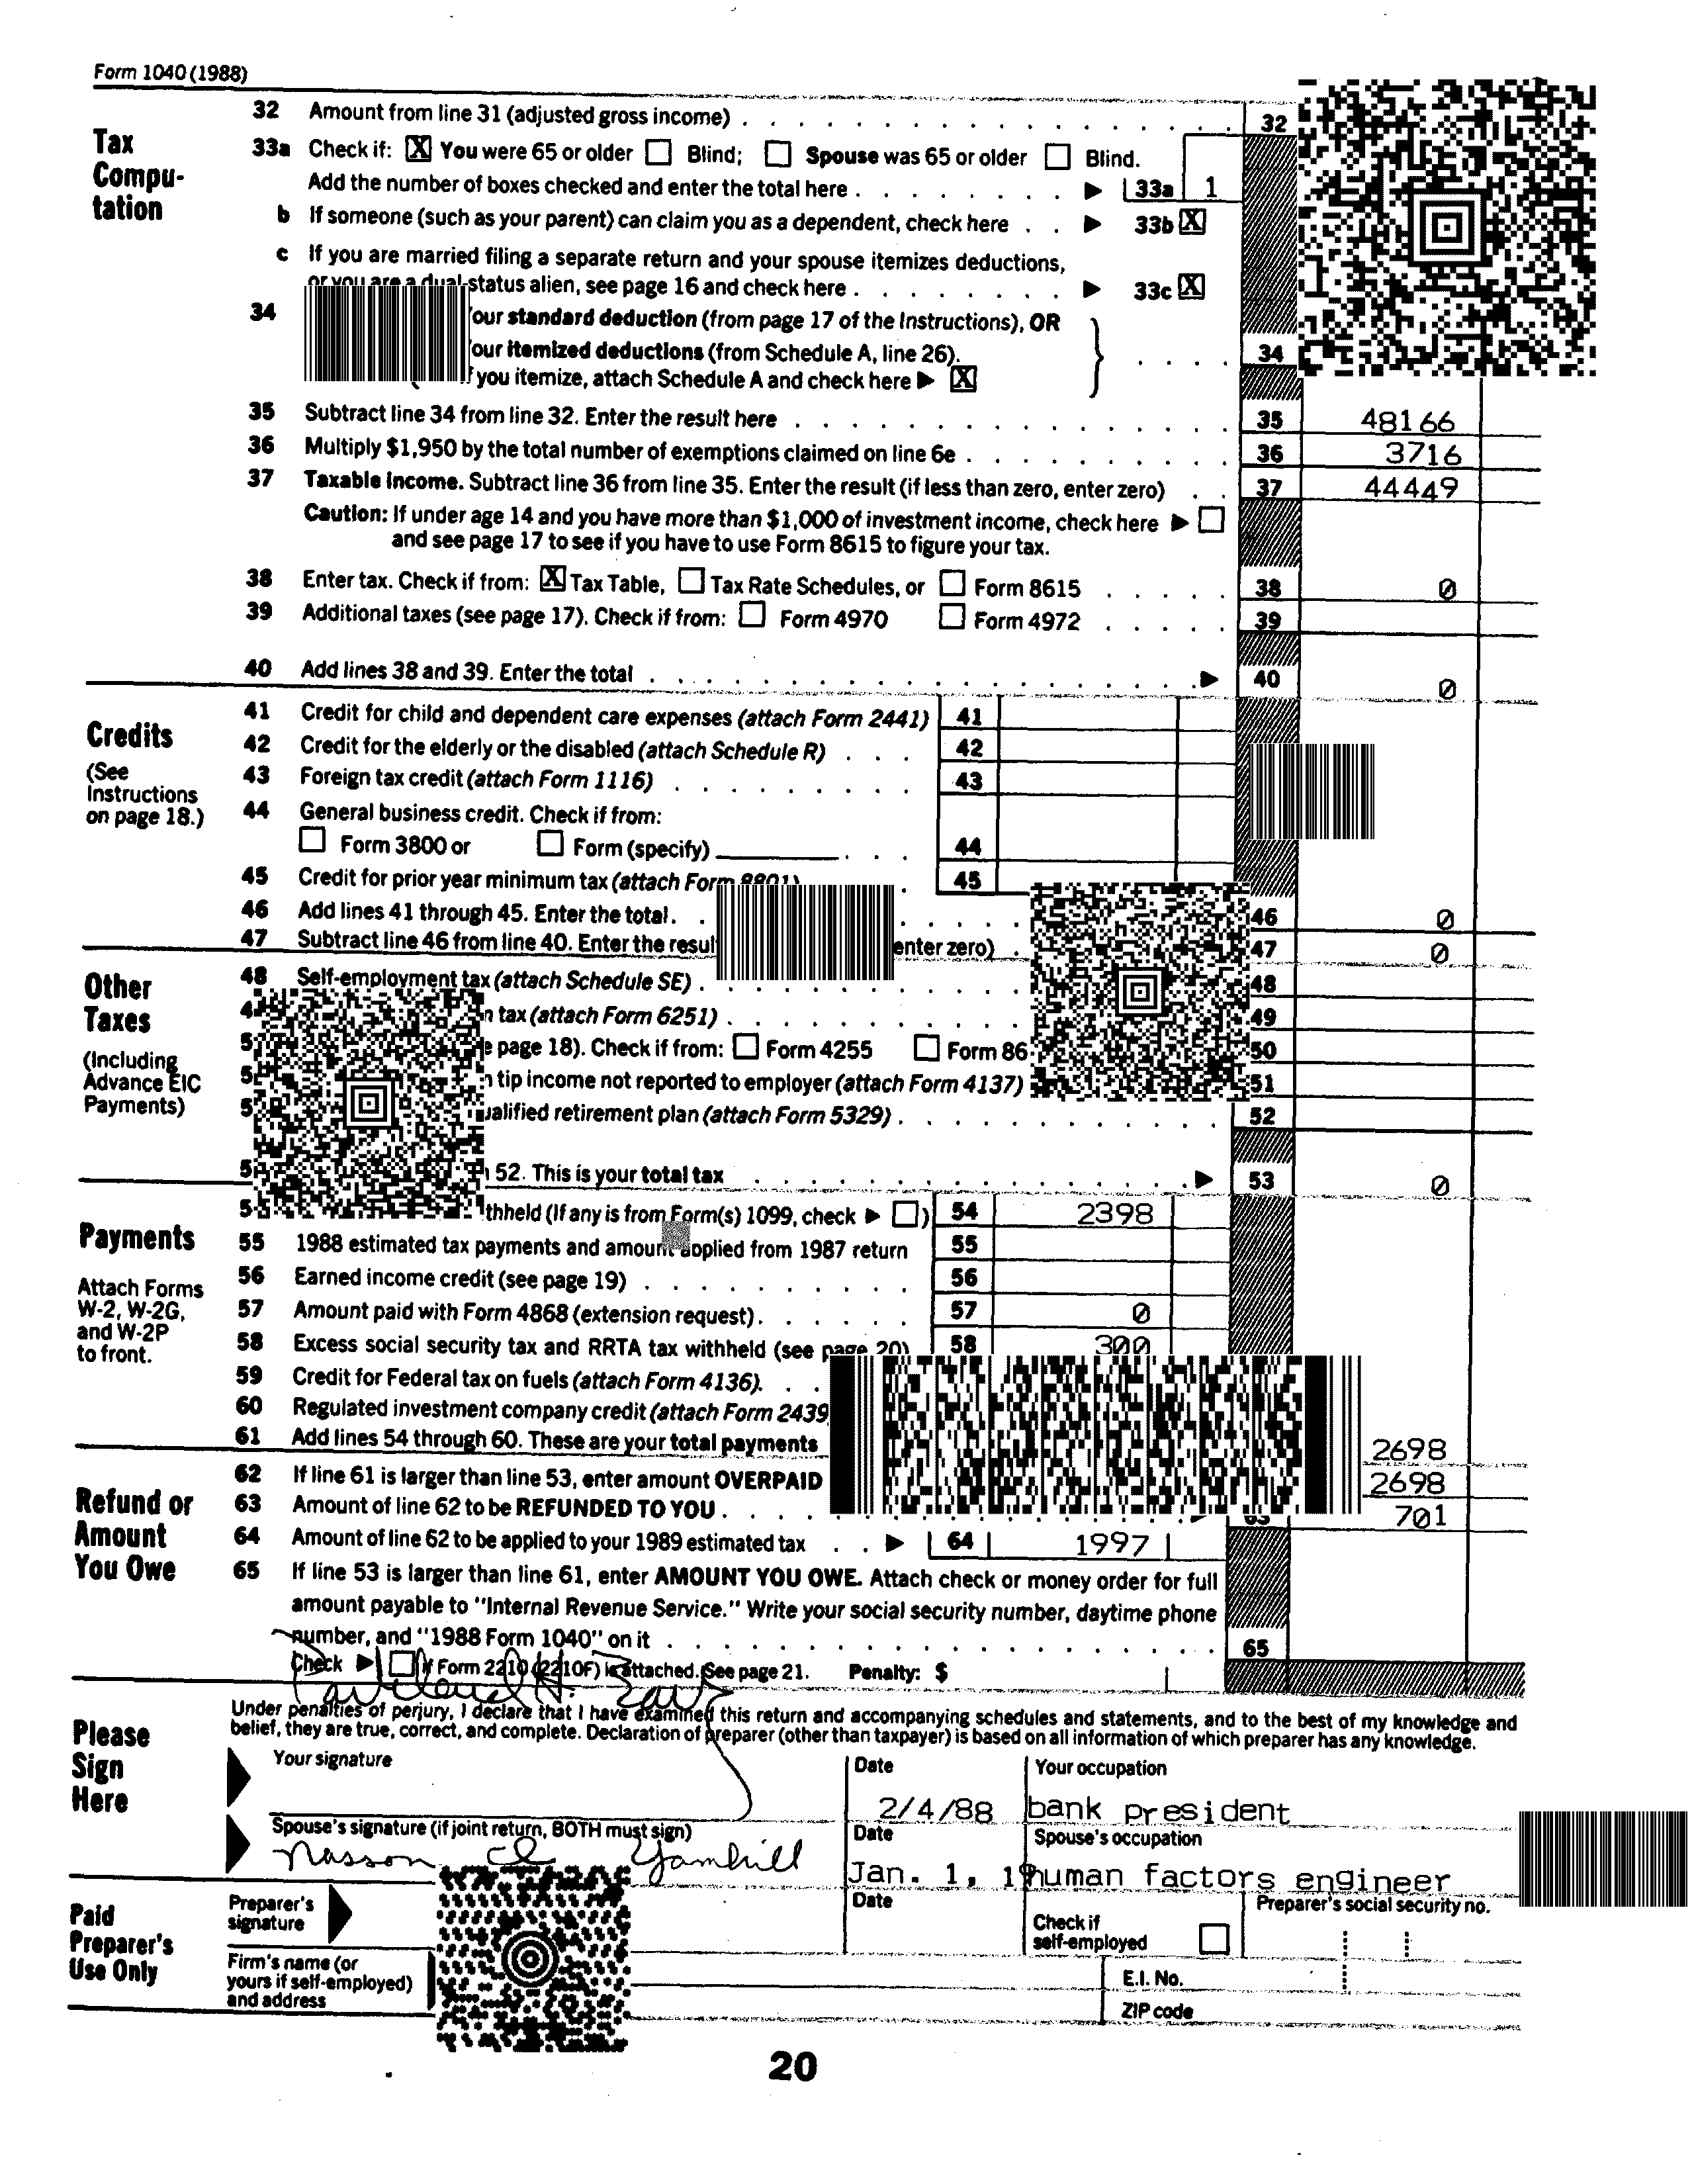 Form 1040 (1988)
Tax Compu-tation
32 Amount from line 31 (adjusted gross income) 32
33a Check if: X You were 65 or older Blind; Spouse was 65 or older Blind.
Add the number of boxes checked and enter the total here 33a 1
b If someone (such as your parent) can claim you as a dependent, check here 33b X
c If you are married filing a separate return and your spouse itemizes deductions,
or you are a dual-status alien, see page 16 and check here 33c X
34 our standard deduction (from page 17 of the Instructions), OR
our itemized deductions (from Schedule A, line 26). 34
you itemize, attach Schedule A and check here X
35 Subtract line 34 from line 32. Enter the result here 35 48166
36 Multiply $1,950 by the total number of exemptions claimed on line 6e 36 3716
37 Taxable income. Subtract line 36 from line 35. Enter the result (if less than zero, enter zero) 37 44449
Caution: If under age 14 and you have more than $1,000 of investment income, check here
and see page 17 to see if you have to use Form 8615 to figure your tax.
38 Enter tax. Check if from: X Tax Table, Tax Rate Schedules, or Form 8615 38 0
39 Additional taxes (see page 17). Check if from: Form 4970 Form 4972 39
40 Add lines 38 and 39. Enter the total 40 0
Credits
(See Instructions on page 18.)
41 Credit for child and dependent care expenses (attach Form 2441) 41
42 Credit for the elderly or the disabled (attach Schedule R) 42
43 Foreign tax credit (attach Form 1116) 43
44 General business credit. Check if from:
Form 3800 or Form (specify) 44
45 Credit for prior year minimum tax (attach Form 8801) 45
46 Add lines 41 through 45. Enter the total. 46 0
47 Subtract line 46 from line 40. Enter the resul enter zero) 47 0
Other Taxes
(Including Advance EIC Payments)
48 Self-employment tax (attach Schedule SE) 48
n tax (attach Form 6251) 49
page 18). Check if from: Form 4255 Form 86 50
n tip income not reported to employer (attach Form 4137) 51
ualified retirement plan (attach Form 5329) 52
52. This is your total tax 53 0
Payments
Attach Forms W-2, W-2G, and W-2P to front.
thheld (If any is from Form(s) 1099, check ) 54 2398
55 1988 estimated tax payments and amount applied from 1987 return 55
56 Earned income credit (see page 19) 56
57 Amount paid with Form 4868 (extension request) 57 0
58 Excess social security tax and RRTA tax withheld (see page 20) 58 300
59 Credit for Federal tax on fuels (attach Form 4136).
60 Regulated investment company credit (attach Form 2439
61 Add lines 54 through 60. These are your total payments 2698
Refund or Amount You Owe
62 If line 61 is larger than line 53, enter amount OVERPAID 2698
63 Amount of line 62 to be REFUNDED TO YOU 63 701
64 Amount of line 62 to be applied to your 1989 estimated tax 64 1997
65 If line 53 is larger than line 61, enter AMOUNT YOU OWE. Attach check or money order for full
amount payable to "Internal Revenue Service." Write your social security number, daytime phone
number, and "1988 Form 1040" on it 65
Check if Form 2210 (2210F) is attached. See page 21. Penalty: $
Please Sign Here
Under penalties of perjury, I declare that I have examined this return and accompanying schedules and statements, and to the best of my knowledge and
belief, they are true, correct, and complete. Declaration of preparer (other than taxpayer) is based on all information of which preparer has any knowledge.
Your signature Date Your occupation
2/4/88 bank president
Spouse's signature (if joint return, BOTH must sign) Date Spouse's occupation
Yamhill Jan. 1, 19 human factors engineer
Paid Preparer's Use Only
Preparer's signature Date Check if self-employed Preparer's social security no.
Firm's name (or yours if self-employed) and address E.I. No.
ZIP code
20